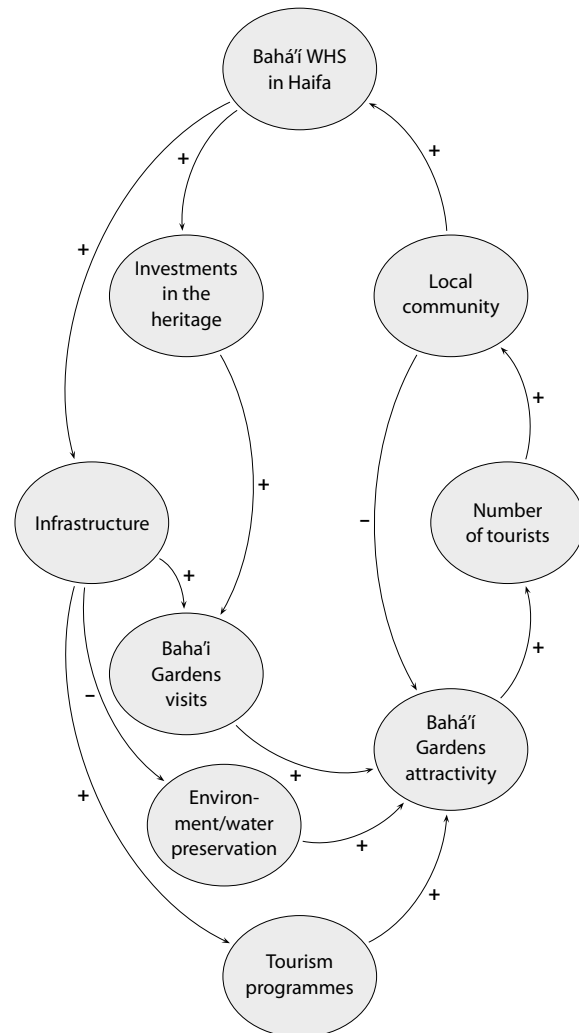 Bahá’í WHS
in Haifa
+
+
+
Investments
in the
heritage
Local
community
+
+
–
Infrastructure
Number
of tourists
+
Baha’i
Gardens
visits
+
–
Bahá’í
Gardens
attractivity
+
+
Environ-
ment/water
preservation
+
+
Tourism
programmes